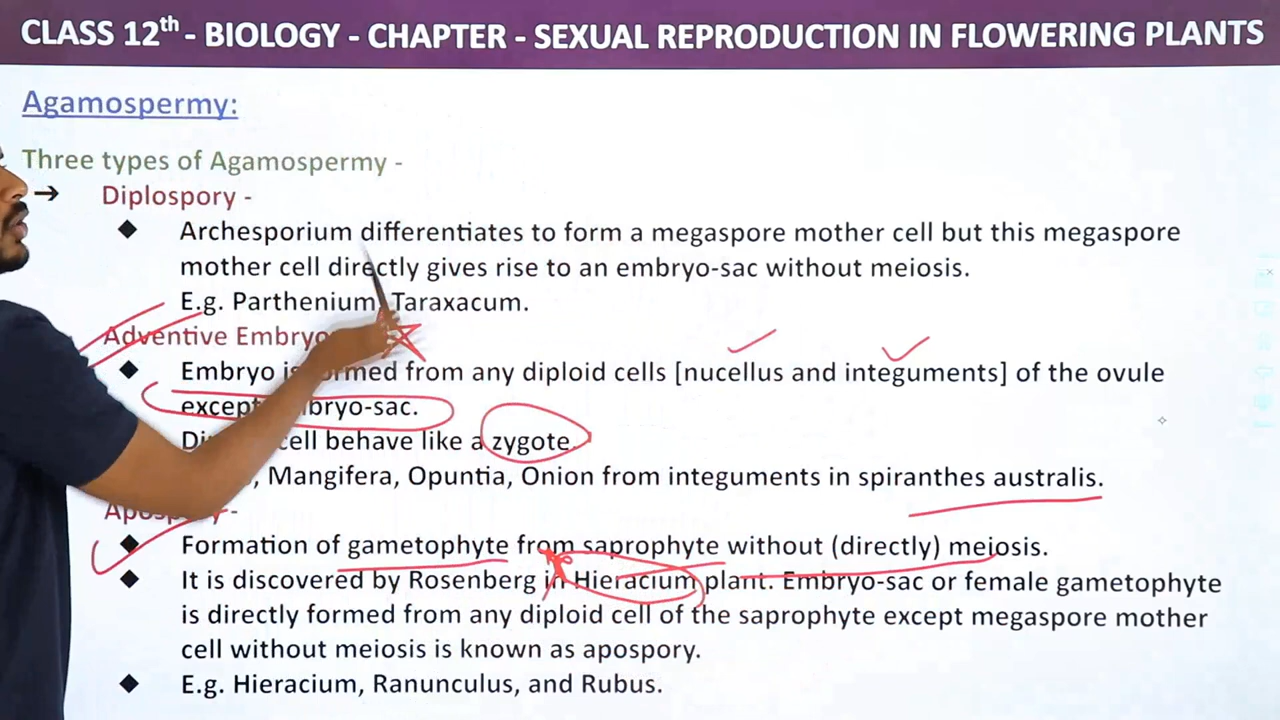 CLASS 12th - BIOLOGY - CHAPTER - SEXUAL REPRODUCTION IN FLOWERING PLANTS
Agamospermy:
Three types of Agamospermy -
→ Diplospory -
◆ Archesporium differentiates to form a megaspore mother cell but this megaspore
mother cell directly gives rise to an embryo-sac without meiosis.
E.g. Parthenium, Taraxacum.
Adventive Embryo
◆ Embryo is formed from any diploid cells [nucellus and integuments] of the ovule
except embryo-sac.
cell behave like a zygote.
, Mangifera, Opuntia, Onion from integuments in spiranthes australis.
Apospory -
◆ Formation of gametophyte from saprophyte without (directly) meiosis.
◆ It is discovered by Rosenberg in Hieracium plant. Embryo-sac or female gametophyte
is directly formed from any diploid cell of the saprophyte except megaspore mother
cell without meiosis is known as apospory.
◆ E.g. Hieracium, Ranunculus, and Rubus.